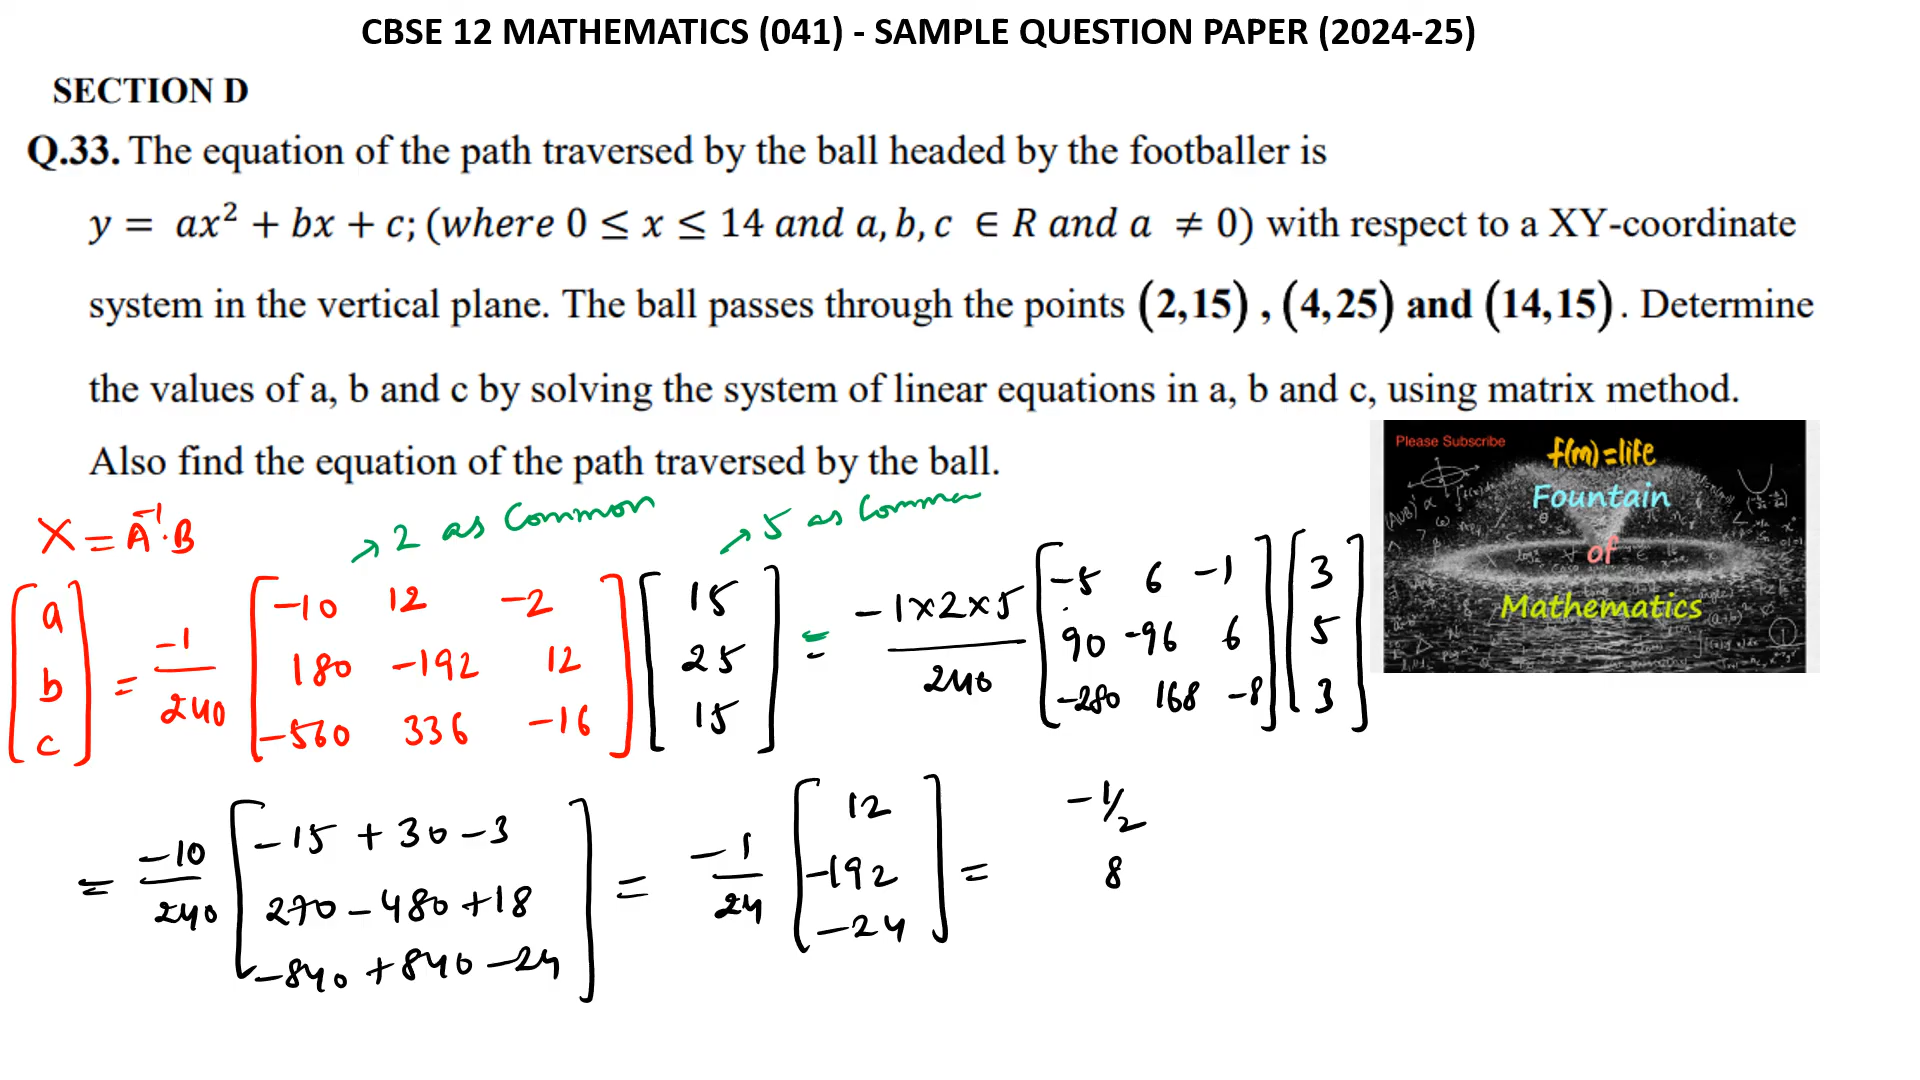 CBSE 12 MATHEMATICS (041) - SAMPLE QUESTION PAPER (2024-25)
SECTION D
Q.33. The equation of the path traversed by the ball headed by the footballer is
y = ax² + bx + c; (where 0 ≤ x ≤ 14 and a, b, c ∈ R and a ≠ 0) with respect to a XY-coordinate
system in the vertical plane. The ball passes through the points (2,15) , (4,25) and (14,15). Determine
the values of a, b and c by solving the system of linear equations in a, b and c, using matrix method.
Also find the equation of the path traversed by the ball.
Please Subscribe
f(m)=life
Fountain
of
Mathematics
X = A⁻¹·B
→ 2 as Common
→ 5 as Common
[a b c] = -1/240 [-10 12 -2; 180 -192 12; -560 336 -16] [15 25 15] = -1×2×5/240 [-5 6 -1; 90 -96 6; -280 168 -8] [3 5 3]
= -10/240 [-15 + 30 - 3; 270 - 480 + 18; -840 + 840 - 24] = -1/24 [12 -192 -24] = -1/2 8